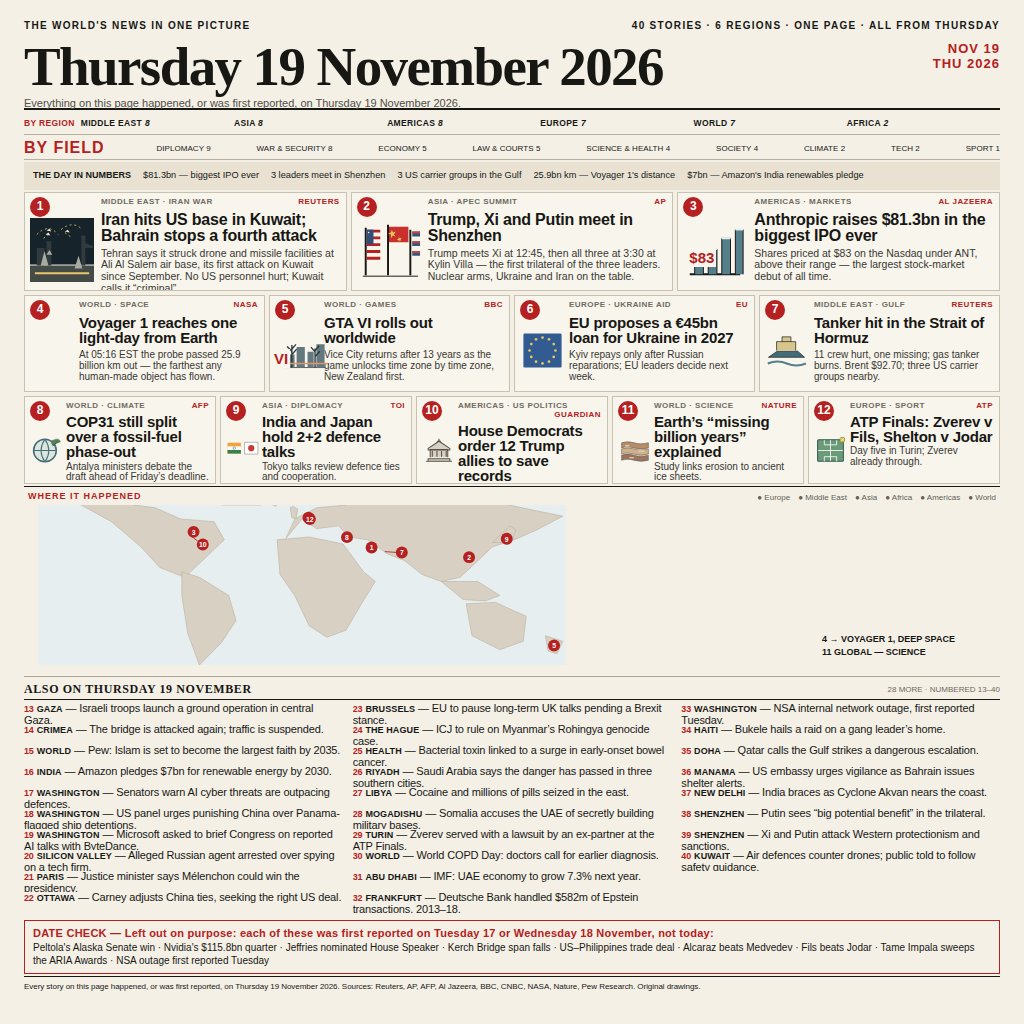 THE WORLD'S NEWS IN ONE PICTURE
40 STORIES · 6 REGIONS · ONE PAGE · ALL FROM THURSDAY
Thursday 19 November 2026
NOV 19
THU 2026
Everything on this page happened, or was first reported, on Thursday 19 November 2026.
BY REGION MIDDLE EAST 8 ASIA 8 AMERICAS 8 EUROPE 7 WORLD 7 AFRICA 2
BY FIELD DIPLOMACY 9 WAR & SECURITY 8 ECONOMY 5 LAW & COURTS 5 SCIENCE & HEALTH 4 SOCIETY 4 CLIMATE 2 TECH 2 SPORT 1
THE DAY IN NUMBERS $81.3bn — biggest IPO ever 3 leaders meet in Shenzhen 3 US carrier groups in the Gulf 25.9bn km — Voyager 1's distance $7bn — Amazon's India renewables pledge
1
MIDDLE EAST · IRAN WAR
REUTERS
Iran hits US base in Kuwait;
Bahrain stops a fourth attack
Tehran says it struck drone and missile facilities at
Ali Al Salem air base, its first attack on Kuwait
since September. No US personnel hurt; Kuwait
calls it “criminal”.
2
ASIA · APEC SUMMIT
AP
Trump, Xi and Putin meet in
Shenzhen
Trump meets Xi at 12:45, then all three at 3:30 at
Kylin Villa — the first trilateral of the three leaders.
Nuclear arms, Ukraine and Iran on the table.
3
AMERICAS · MARKETS
AL JAZEERA
$83
Anthropic raises $81.3bn in the
biggest IPO ever
Shares priced at $83 on the Nasdaq under ANT,
above their range — the largest stock-market
debut of all time.
4
WORLD · SPACE
NASA
Voyager 1 reaches one
light-day from Earth
At 05:16 EST the probe passed 25.9
billion km out — the farthest any
human-made object has flown.
5
WORLD · GAMES
BBC
VI
GTA VI rolls out
worldwide
Vice City returns after 13 years as the
game unlocks time zone by time zone,
New Zealand first.
6
EUROPE · UKRAINE AID
EU
EU proposes a €45bn
loan for Ukraine in 2027
Kyiv repays only after Russian
reparations; EU leaders decide next
week.
7
MIDDLE EAST · GULF
REUTERS
Tanker hit in the Strait of
Hormuz
11 crew hurt, one missing; gas tanker
burns. Brent $92.70; three US carrier
groups nearby.
8
WORLD · CLIMATE
AFP
COP31 still split
over a fossil-fuel
phase-out
Antalya ministers debate the
draft ahead of Friday's deadline.
9
ASIA · DIPLOMACY
TOI
India and Japan
hold 2+2 defence
talks
Tokyo talks review defence ties
and cooperation.
10
AMERICAS · US POLITICS
GUARDIAN
House Democrats
order 12 Trump
allies to save
records
11
WORLD · SCIENCE
NATURE
Earth’s “missing
billion years”
explained
Study links erosion to ancient
ice sheets.
12
EUROPE · SPORT
ATP
ATP Finals: Zverev v
Fils, Shelton v Jodar
Day five in Turin; Zverev
already through.
WHERE IT HAPPENED
● Europe ● Middle East ● Asia ● Africa ● Americas ● World
3
10
12
8
1
7
2
9
5
4 → VOYAGER 1, DEEP SPACE
11 GLOBAL — SCIENCE
ALSO ON THURSDAY 19 NOVEMBER
28 MORE · NUMBERED 13–40
13 GAZA — Israeli troops launch a ground operation in central
Gaza.
14 CRIMEA — The bridge is attacked again; traffic is suspended.
15 WORLD — Pew: Islam is set to become the largest faith by 2035.
16 INDIA — Amazon pledges $7bn for renewable energy by 2030.
17 WASHINGTON — Senators warn AI cyber threats are outpacing
defences.
18 WASHINGTON — US panel urges punishing China over Panama-
flagged ship detentions.
19 WASHINGTON — Microsoft asked to brief Congress on reported
AI talks with ByteDance.
20 SILICON VALLEY — Alleged Russian agent arrested over spying
on a tech firm.
21 PARIS — Justice minister says Mélenchon could win the
presidency.
22 OTTAWA — Carney adjusts China ties, seeking the right US deal.
23 BRUSSELS — EU to pause long-term UK talks pending a Brexit
stance.
24 THE HAGUE — ICJ to rule on Myanmar’s Rohingya genocide
case.
25 HEALTH — Bacterial toxin linked to a surge in early-onset bowel
cancer.
26 RIYADH — Saudi Arabia says the danger has passed in three
southern cities.
27 LIBYA — Cocaine and millions of pills seized in the east.
28 MOGADISHU — Somalia accuses the UAE of secretly building
military bases.
29 TURIN — Zverev served with a lawsuit by an ex-partner at the
ATP Finals.
30 WORLD — World COPD Day: doctors call for earlier diagnosis.
31 ABU DHABI — IMF: UAE economy to grow 7.3% next year.
32 FRANKFURT — Deutsche Bank handled $582m of Epstein
transactions, 2013–18.
33 WASHINGTON — NSA internal network outage, first reported
Tuesday.
34 HAITI — Bukele hails a raid on a gang leader’s home.
35 DOHA — Qatar calls the Gulf strikes a dangerous escalation.
36 MANAMA — US embassy urges vigilance as Bahrain issues
shelter alerts.
37 NEW DELHI — India braces as Cyclone Akvan nears the coast.
38 SHENZHEN — Putin sees “big potential benefit” in the trilateral.
39 SHENZHEN — Xi and Putin attack Western protectionism and
sanctions.
40 KUWAIT — Air defences counter drones; public told to follow
safety guidance.
DATE CHECK — Left out on purpose: each of these was first reported on Tuesday 17 or Wednesday 18 November, not today:
Peltola's Alaska Senate win · Nvidia's $115.8bn quarter · Jeffries nominated House Speaker · Kerch Bridge span falls · US–Philippines trade deal · Alcaraz beats Medvedev · Fils beats Jodar · Tame Impala sweeps
the ARIA Awards · NSA outage first reported Tuesday
Every story on this page happened, or was first reported, on Thursday 19 November 2026. Sources: Reuters, AP, AFP, Al Jazeera, BBC, CNBC, NASA, Nature, Pew Research. Original drawings.